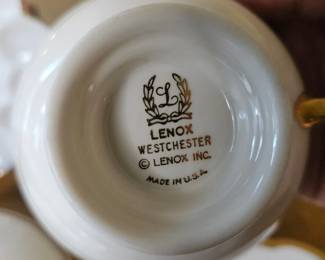 L
LENOX
WESTCHESTER
© LENOX INC.
MADE IN U.S.A.